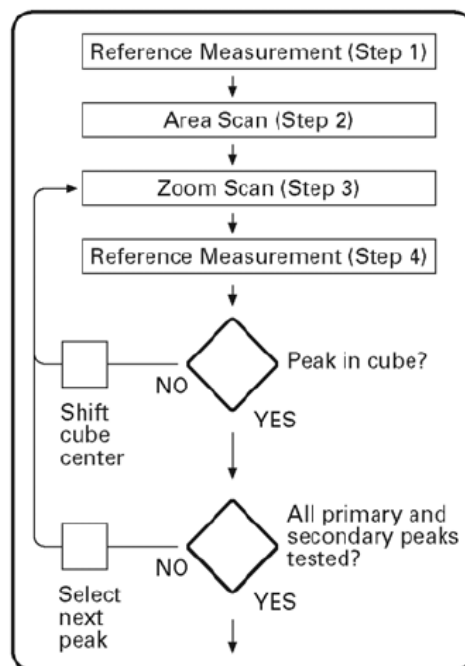 Reference Measurement (Step 1)
Area Scan (Step 2)
Zoom Scan (Step 3)
Reference Measurement (Step 4)
Peak in cube?
NO
Shift
cube
center
YES
All primary and
secondary peaks
tested?
NO
Select
next
peak
YES